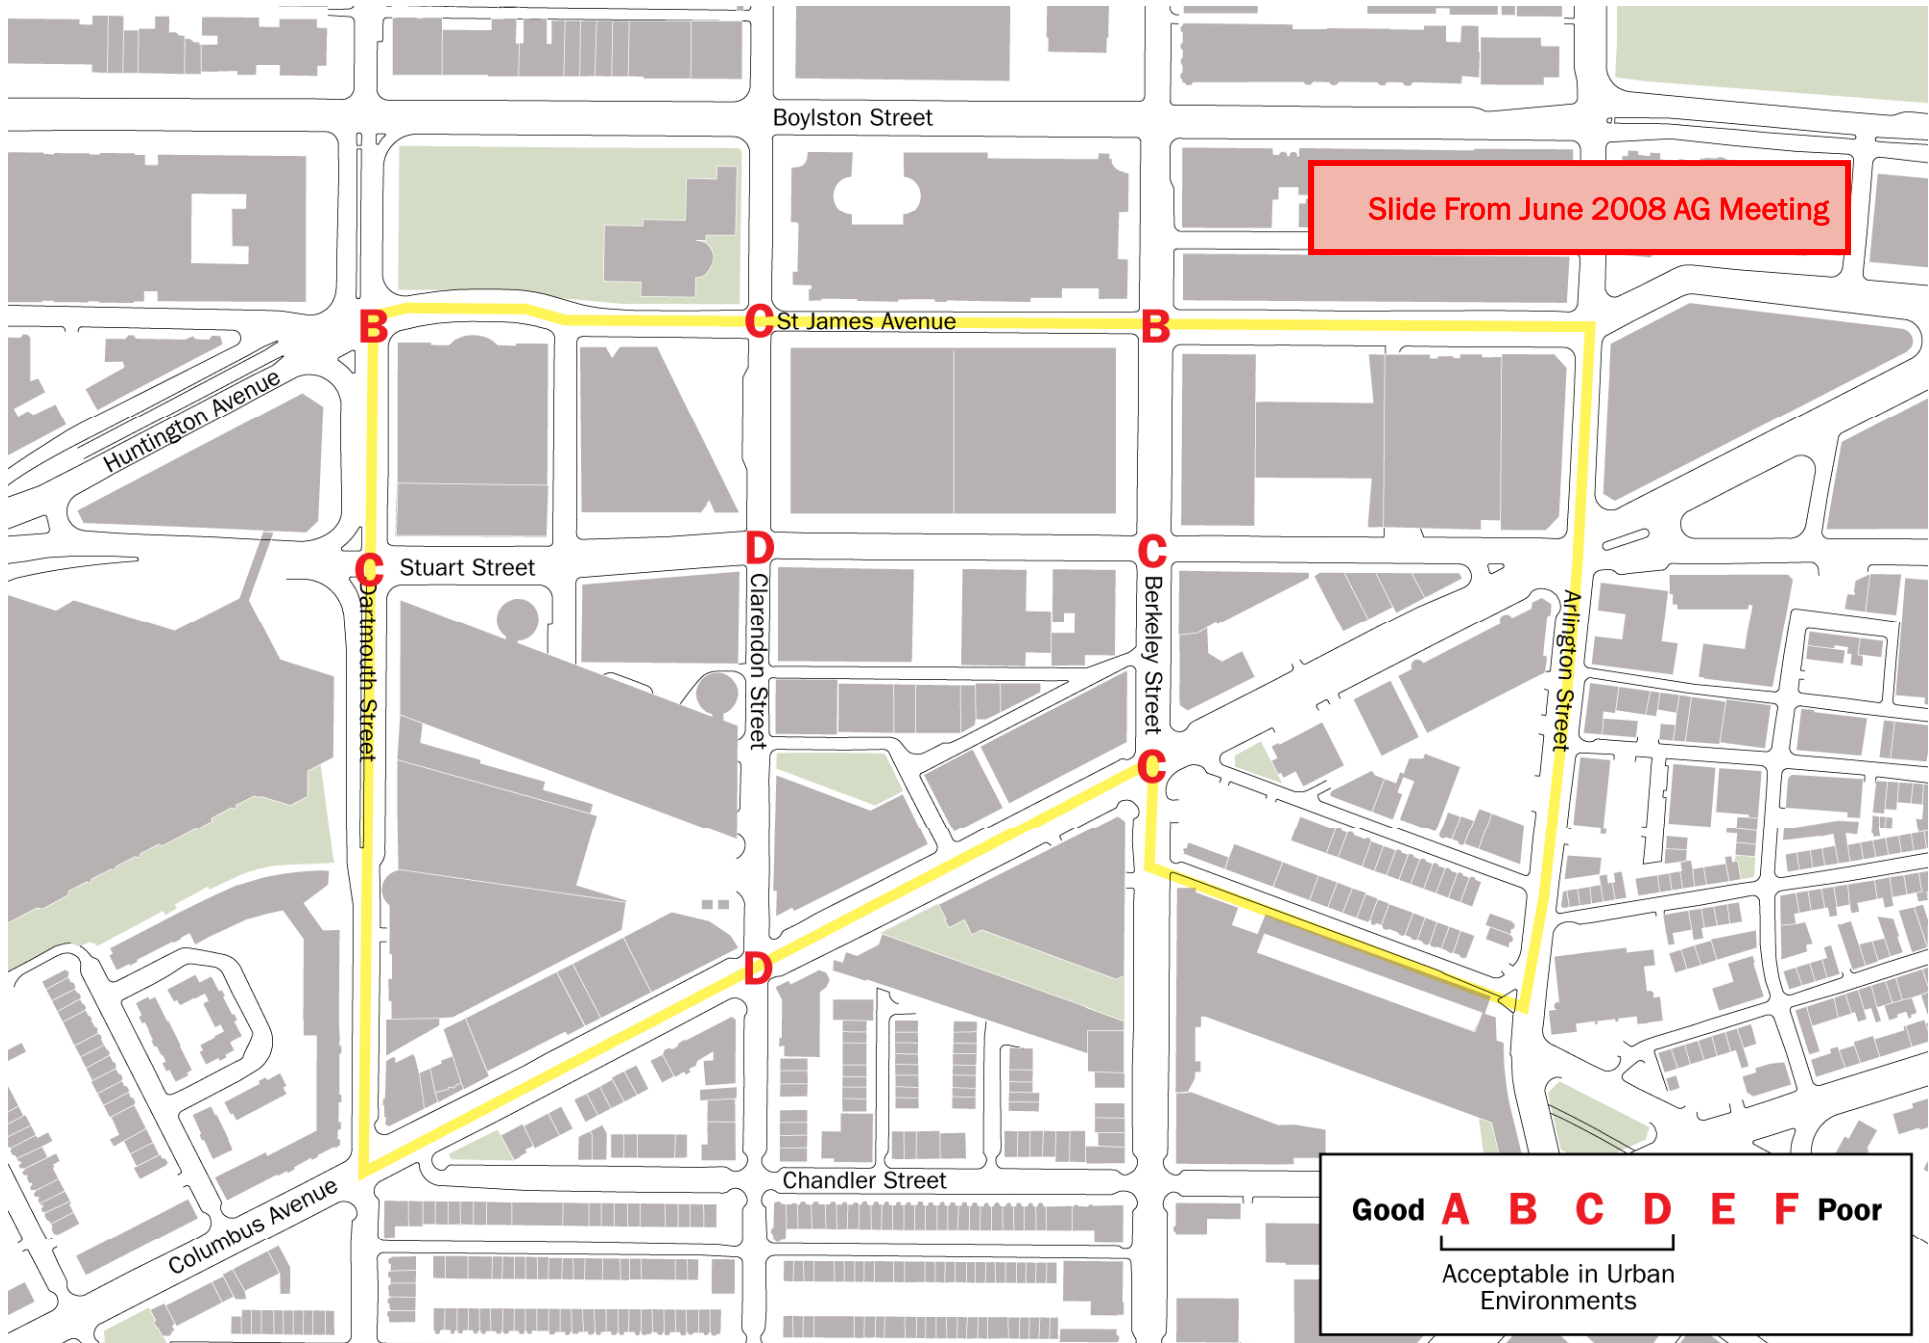 Boylston Street
Slide From June 2008 AG Meeting
B
C
St James Avenue
B
Huntington Avenue
C
Stuart Street
D
C
Dartmouth Street
Clarendon Street
Berkeley Street
Arlington Street
C
D
Chandler Street
Columbus Avenue
Good A B C D E F Poor
Acceptable in Urban
Environments